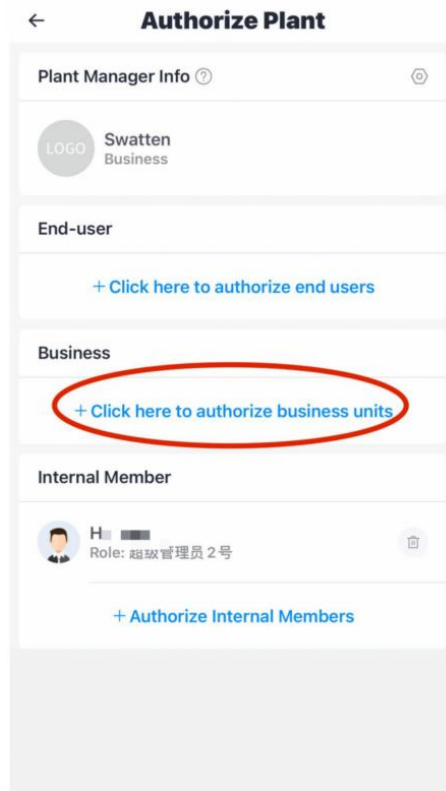 Authorize Plant
Plant Manager Info
LOGO
Swatten
Business
End-user
+ Click here to authorize end users
Business
+ Click here to authorize business units
Internal Member
H
Role: 超级管理员2号
+ Authorize Internal Members